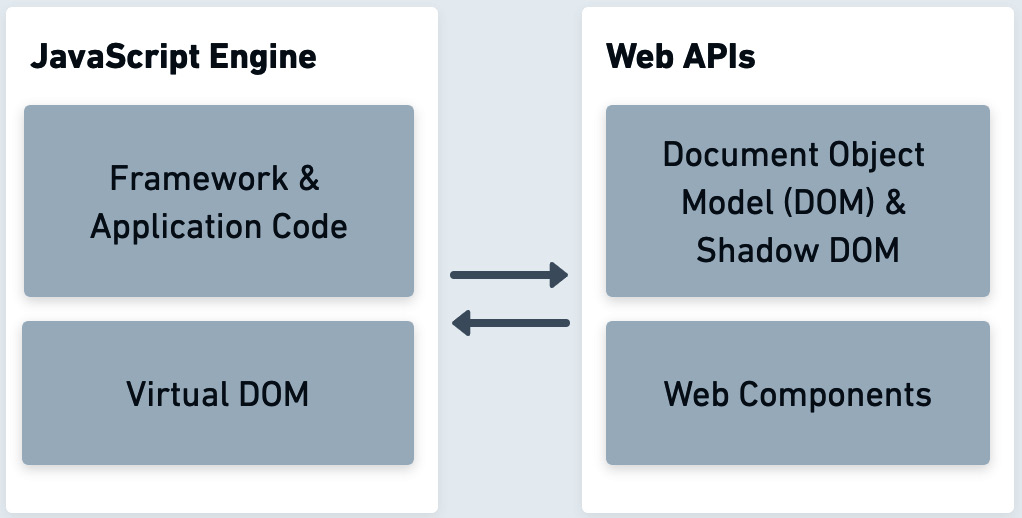 JavaScript Engine
Framework &
Application Code
Virtual DOM
Web APIs
Document Object
Model (DOM) &
Shadow DOM
Web Components